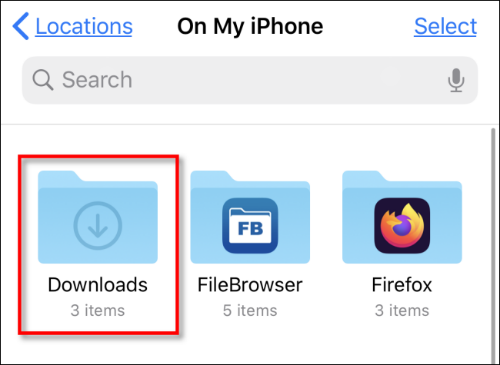 Locations On My iPhone Select
Search
FB
Downloads FileBrowser Firefox
3 items 5 items 3 items